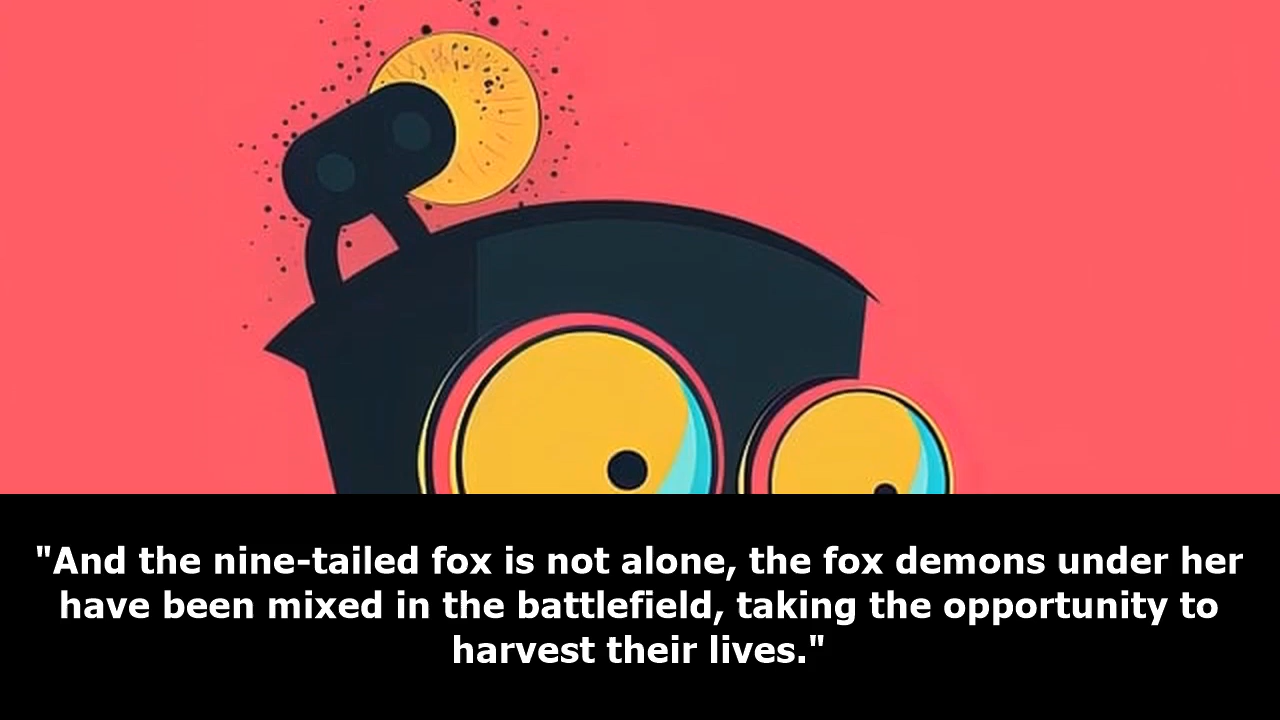 "And the nine-tailed fox is not alone, the fox demons under her
have been mixed in the battlefield, taking the opportunity to
harvest their lives."